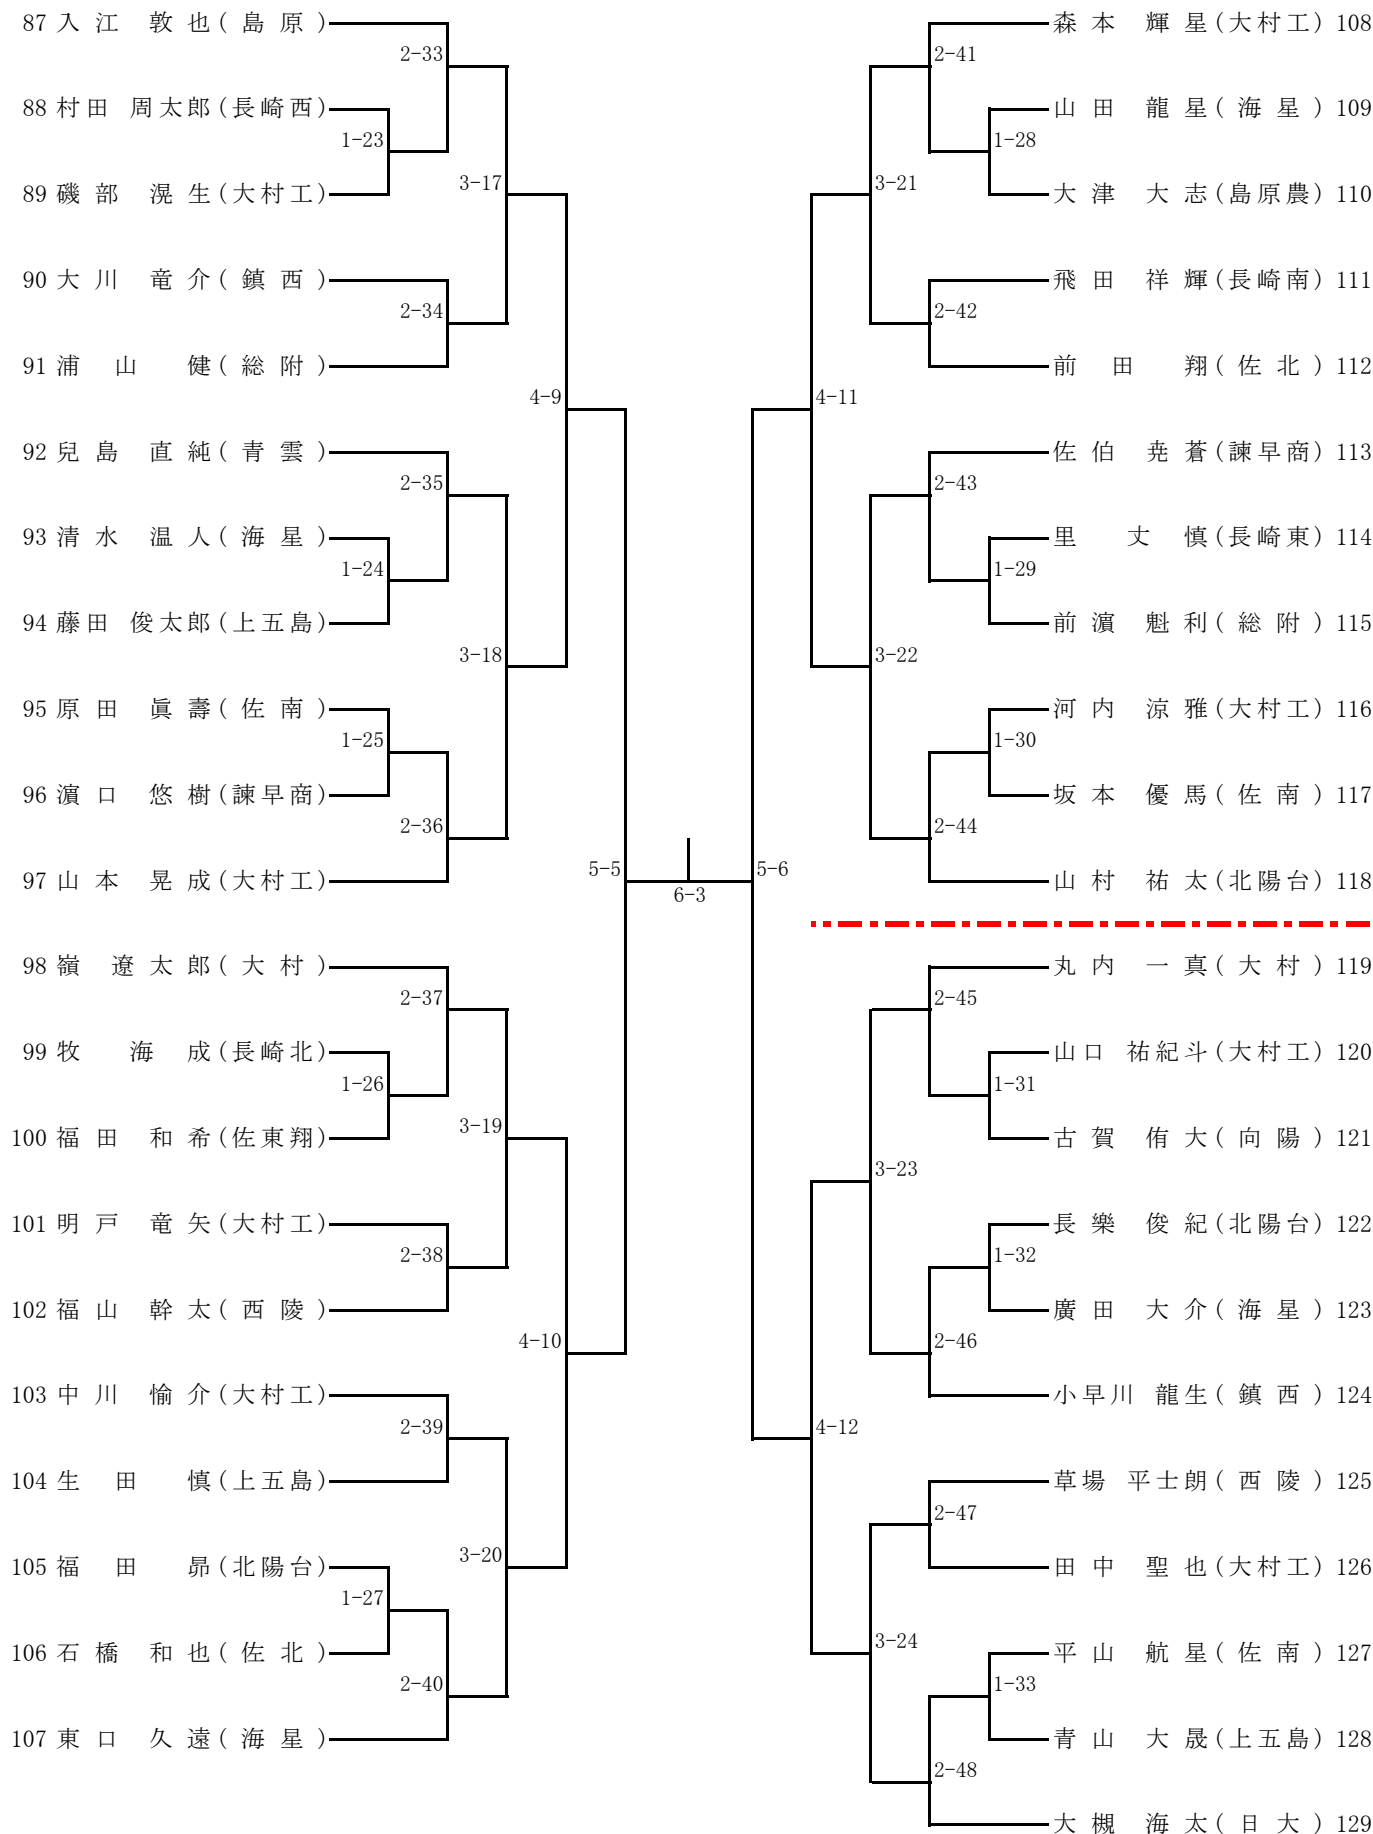 87 入江 敦也(島原)
2-33
88 村田 周太郎(長崎西)
1-23
89 磯部 滉生(大村工)
3-17
90 大川 竜介(鎮西)
2-34
91 浦山 健(総附)
4-9
92 兒島 直純(青雲)
2-35
93 清水 温人(海星)
1-24
94 藤田 俊太郎(上五島)
3-18
95 原田 眞壽(佐南)
1-25
96 濵口 悠樹(諫早商)
2-36
97 山本 晃成(大村工)
5-5
98 嶺 遼太郎(大村)
2-37
99 牧 海成(長崎北)
1-26
100 福田 和希(佐東翔)
3-19
101 明戸 竜矢(大村工)
2-38
102 福山 幹太(西陵)
4-10
103 中川 愉介(大村工)
2-39
104 生田 慎(上五島)
3-20
105 福田 昴(北陽台)
1-27
106 石橋 和也(佐北)
2-40
107 東口 久遠(海星)
6-3
森本 輝星(大村工) 108
2-41
山田 龍星(海星) 109
1-28
大津 大志(島原農) 110
3-21
飛田 祥輝(長崎南) 111
2-42
前田 翔(佐北) 112
4-11
佐伯 尭蒼(諫早商) 113
2-43
里 丈慎(長崎東) 114
1-29
前濵 魁利(総附) 115
3-22
河内 涼雅(大村工) 116
1-30
坂本 優馬(佐南) 117
2-44
山村 祐太(北陽台) 118
5-6
丸内 一真(大村) 119
2-45
山口 祐紀斗(大村工) 120
1-31
古賀 侑大(向陽) 121
3-23
長樂 俊紀(北陽台) 122
1-32
廣田 大介(海星) 123
2-46
小早川 龍生(鎮西) 124
4-12
草場 平士朗(西陵) 125
2-47
田中 聖也(大村工) 126
3-24
平山 航星(佐南) 127
1-33
青山 大晟(上五島) 128
2-48
大槻 海太(日大) 129